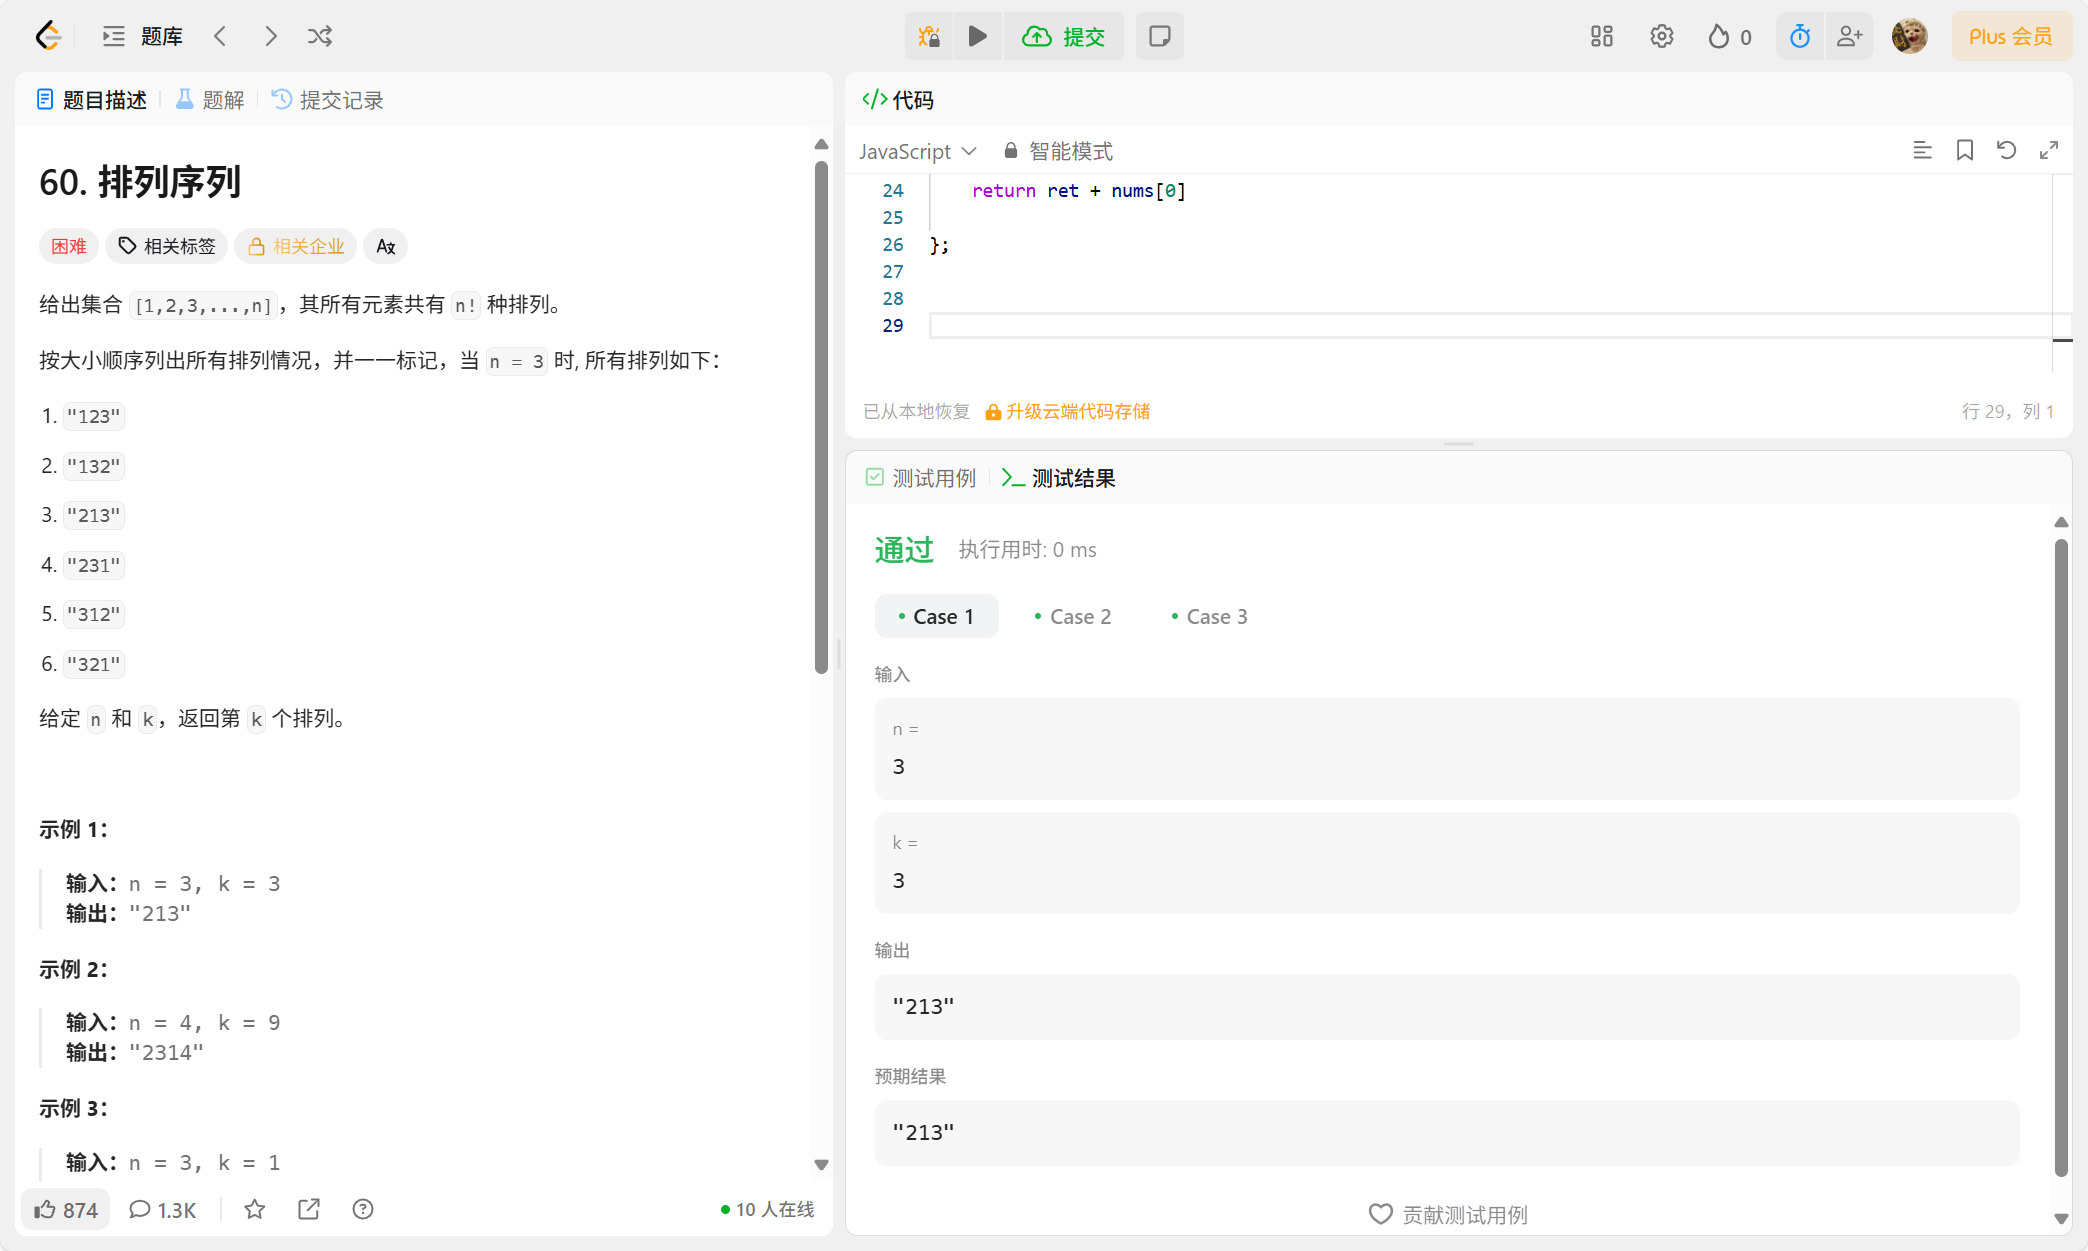 题库
提交
0
Plus 会员
题目描述
题解
提交记录
60. 排列序列
困难
相关标签
相关企业
给出集合 [1,2,3,...,n]，其所有元素共有 n! 种排列。
按大小顺序列出所有排列情况，并一一标记，当 n = 3 时, 所有排列如下：
1. "123"
2. "132"
3. "213"
4. "231"
5. "312"
6. "321"
给定 n 和 k，返回第 k 个排列。
示例 1：
输入：n = 3, k = 3
输出："213"
示例 2：
输入：n = 4, k = 9
输出："2314"
示例 3：
输入：n = 3, k = 1
874
1.3K
10 人在线
</> 代码
JavaScript
智能模式
24 return ret + nums[0]
25
26 };
27
28
29
已从本地恢复
升级云端代码存储
行 29，列 1
测试用例
测试结果
通过
执行用时: 0 ms
Case 1
Case 2
Case 3
输入
n =
3
k =
3
输出
"213"
预期结果
"213"
贡献测试用例